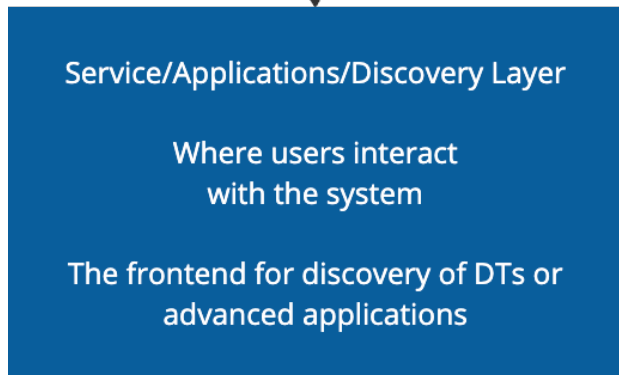 Service/Applications/Discovery Layer
Where users interact
with the system
The frontend for discovery of DTs or
advanced applications